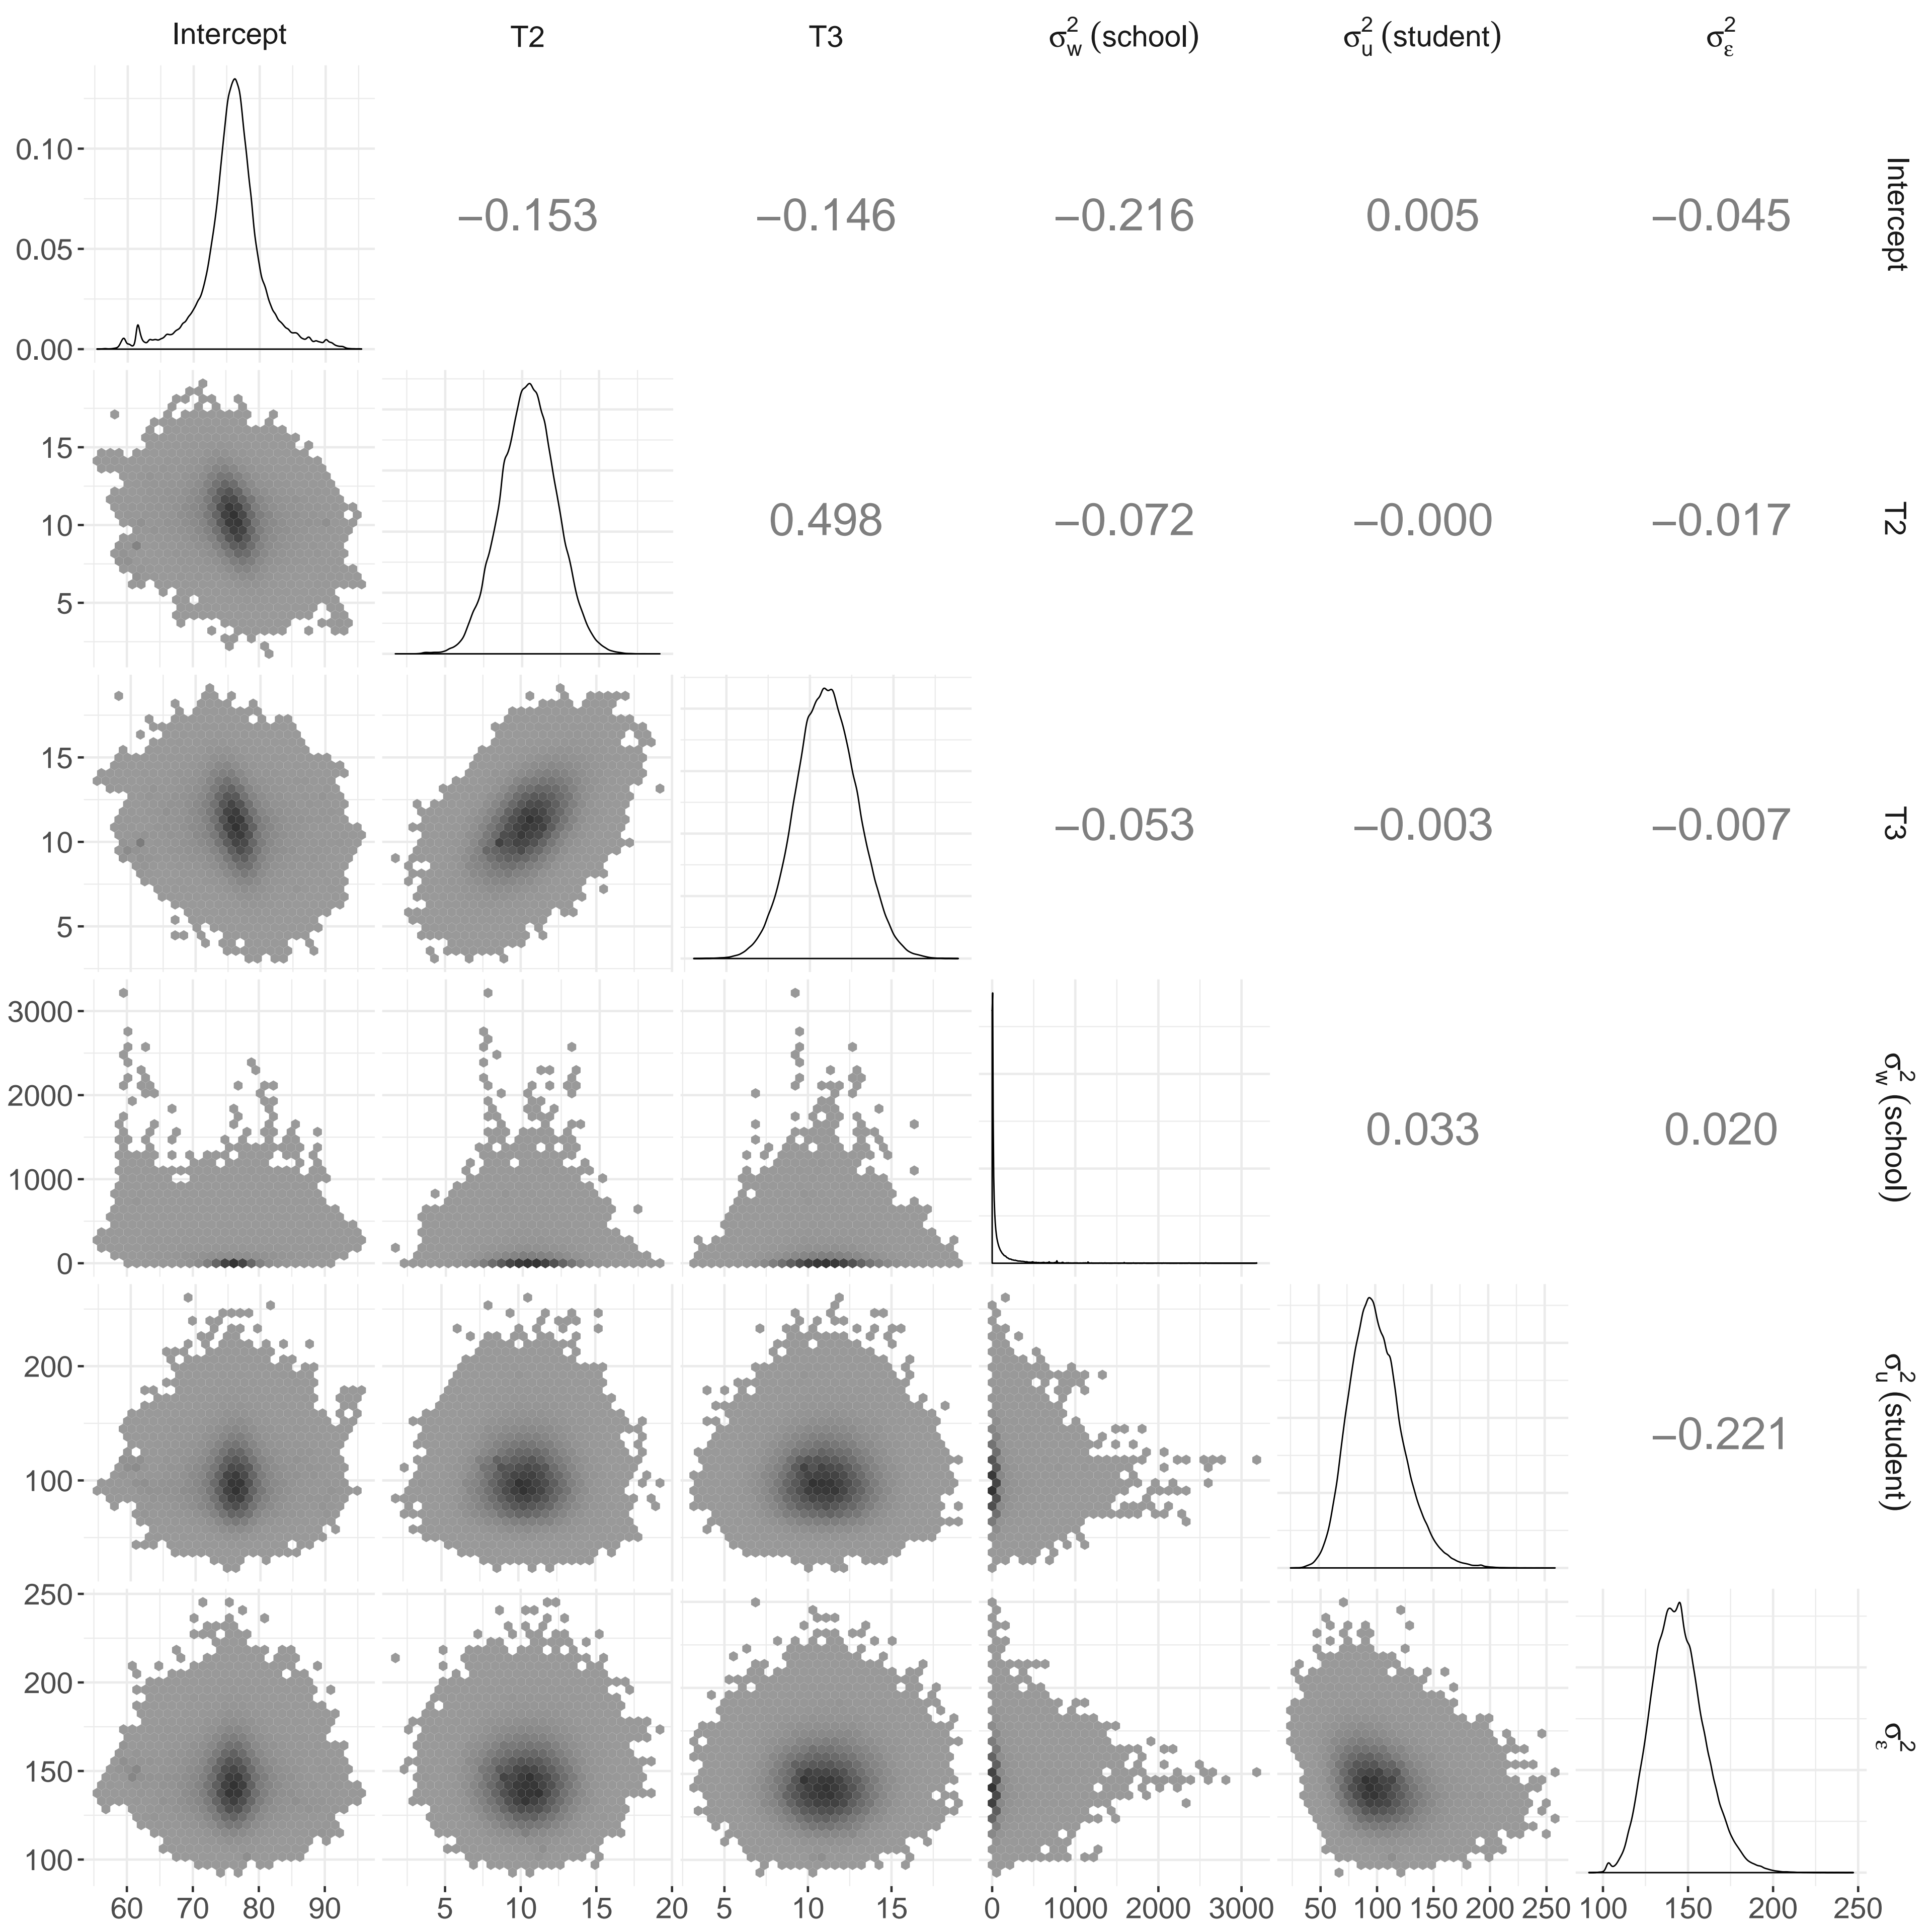 Intercept T2 T3 σ²w (school) σ²u (student) σ²ε
0.10
0.05
0.00
−0.153 −0.146 −0.216 0.005 −0.045
Intercept
15
10
5
0.498 −0.072 −0.000 −0.017
T2
15
10
5
−0.053 −0.003 −0.007
T3
3000
2000
1000
0
0.033 0.020
σ²w (school)
200
100
−0.221
σ²u (student)
250
200
150
100
σ²ε
60 70 80 90 5 10 15 20 5 10 15 0 1000 2000 3000 50 100 150 200 250 100 150 200 250